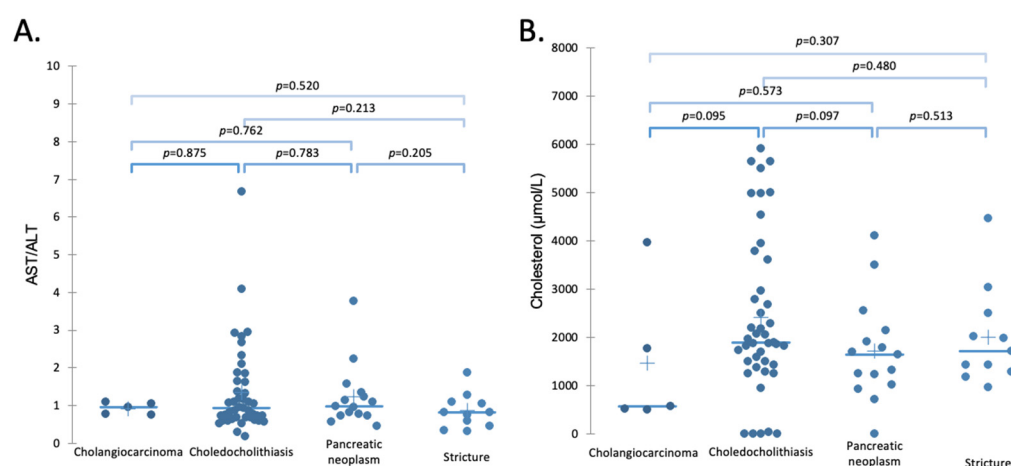 A.
10
9
8
7
6
5
4
3
2
1
0
AST/ALT
p=0.520
p=0.213
p=0.762
p=0.875 p=0.783 p=0.205
Cholangiocarcinoma Choledocholithiasis Pancreatic
neoplasm Stricture
B.
8000
7000
6000
5000
4000
3000
2000
1000
0
Cholesterol (μmol/L)
p=0.307
p=0.480
p=0.573
p=0.095 p=0.097 p=0.513
Cholangiocarcinoma Choledocholithiasis Pancreatic
neoplasm Stricture